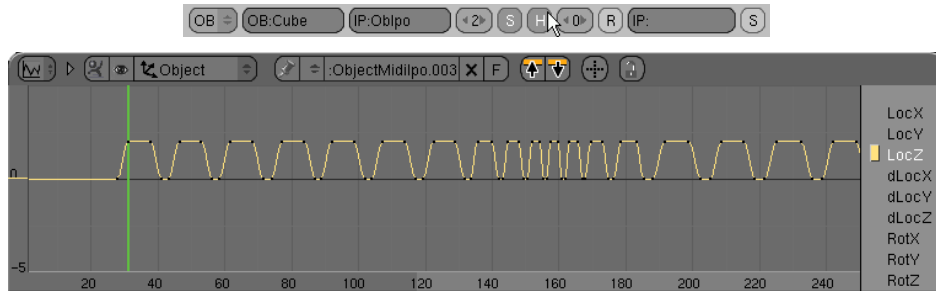 OB OB:Cube IP:ObIpo 2 S H 0 R IP: S
Object :ObjectMidiIpo.003 X F
LocX
LocY
LocZ
dLocX
dLocY
dLocZ
RotX
RotY
RotZ
0
-5
20 40 60 80 100 120 140 160 180 200 220 240